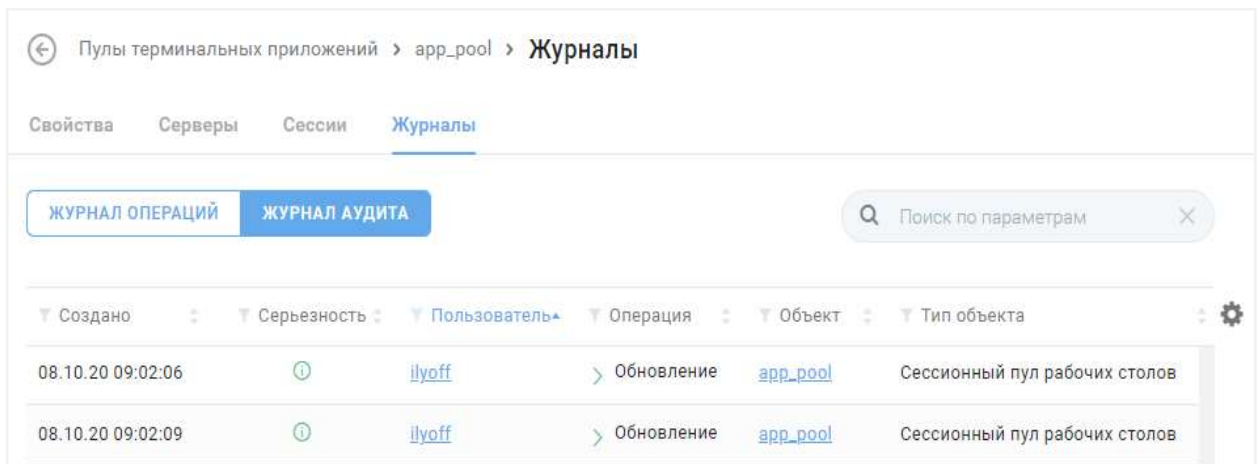 Пулы терминальных приложений > app_pool > Журналы
Свойства Серверы Сессии Журналы
ЖУРНАЛ ОПЕРАЦИЙ ЖУРНАЛ АУДИТА Поиск по параметрам
Создано Серьезность Пользователь Операция Объект Тип объекта
08.10.20 09:02:06 ilyoff Обновление app_pool Сессионный пул рабочих столов
08.10.20 09:02:09 ilyoff Обновление app_pool Сессионный пул рабочих столов